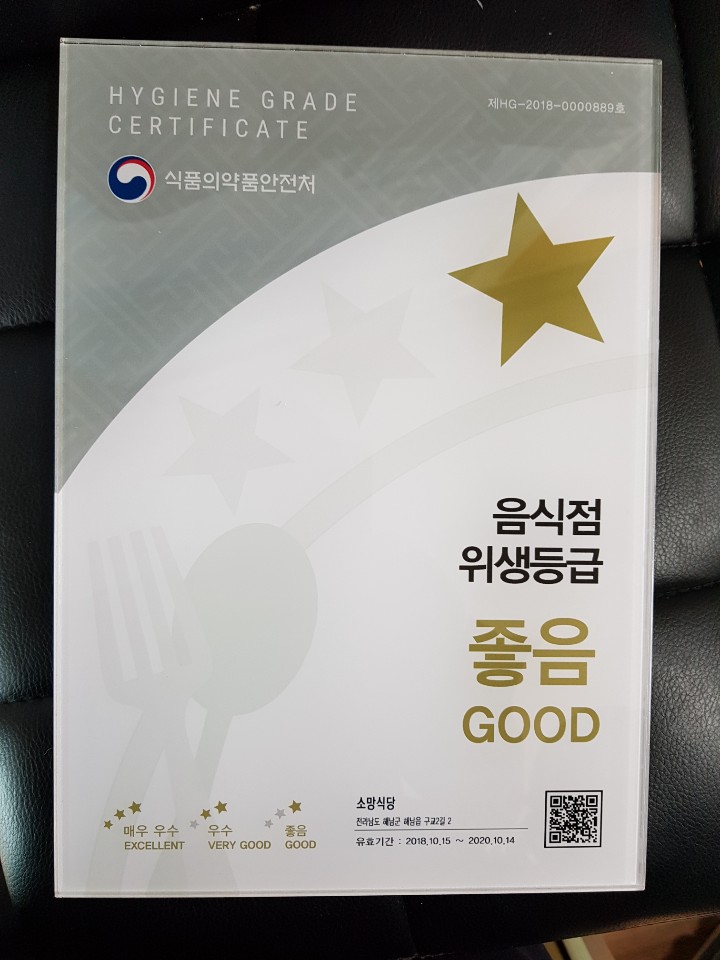 HYGIENE GRADE
CERTIFICATE
제HG-2018-0000889호
식품의약품안전처
음식점
위생등급
좋음
GOOD
매우 우수
EXCELLENT
우수
VERY GOOD
좋음
GOOD
소망식당
전라남도 해남군 해남읍 구교2길 2
유효기간 : 2018.10.15 ~ 2020.10.14